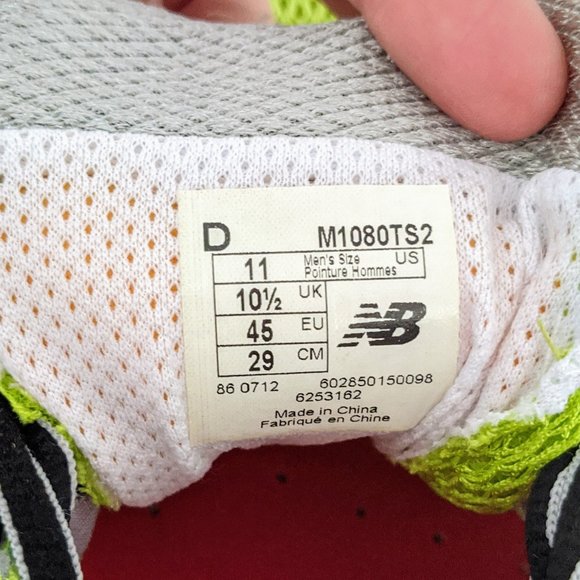 D M1080TS2
11 Men's Size US
Pointure Hommes
10½ UK
45 EU
29 CM
NB
86 0712 602850150098
6253162
Made in China
Fabriqué en Chine